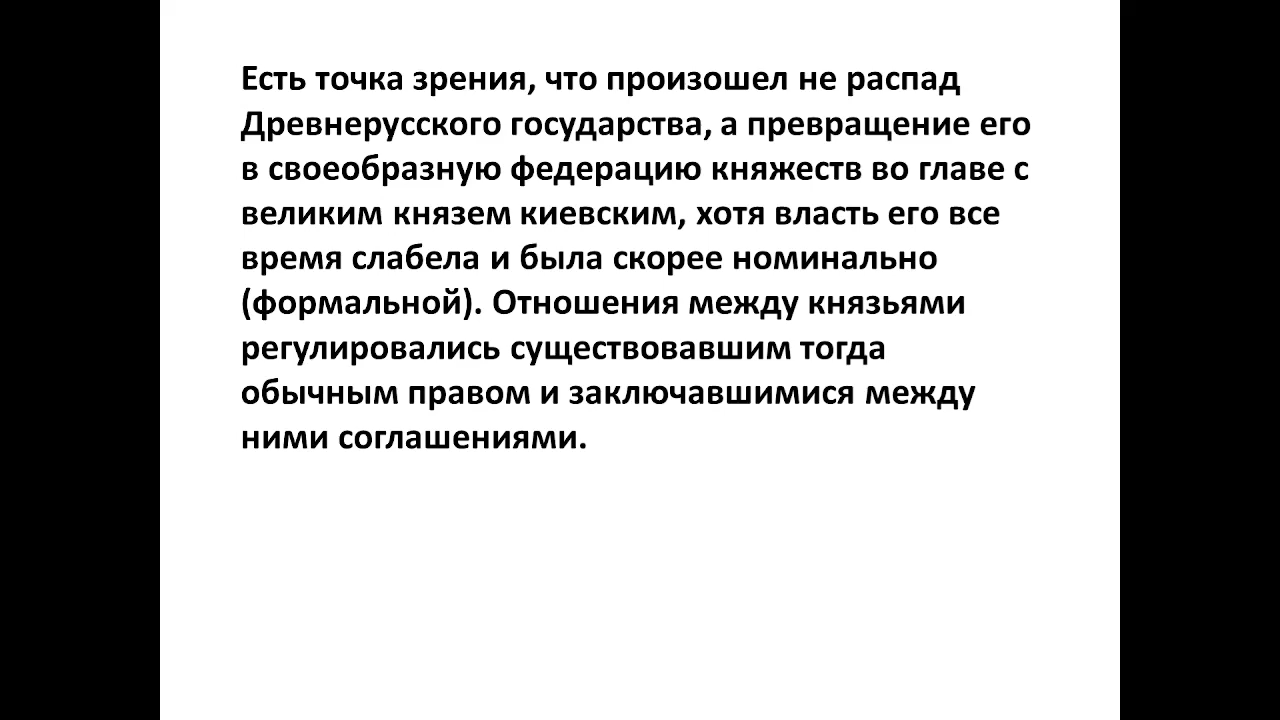 Есть точка зрения, что произошел не распад
Древнерусского государства, а превращение его
в своеобразную федерацию княжеств во главе с
великим князем киевским, хотя власть его все
время слабела и была скорее номинально
(формальной). Отношения между князьями
регулировались существовавшим тогда
обычным правом и заключавшимися между
ними соглашениями.